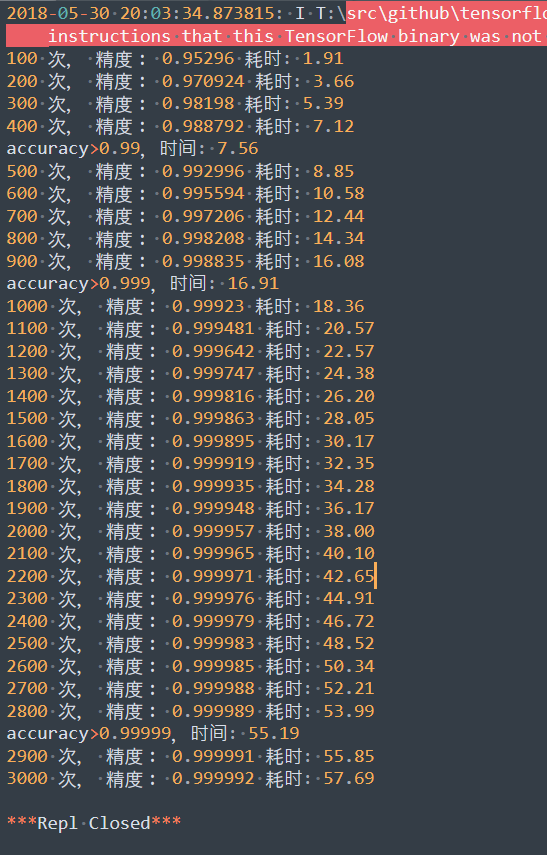 2018-05-30 20:03:34.873815: I T:\src\github\tensorflo
instructions that this TensorFlow binary was not
100 次, 精度: 0.95296 耗时: 1.91
200 次, 精度: 0.970924 耗时: 3.66
300 次, 精度: 0.98198 耗时: 5.39
400 次, 精度: 0.988792 耗时: 7.12
accuracy>0.99, 时间: 7.56
500 次, 精度: 0.992996 耗时: 8.85
600 次, 精度: 0.995594 耗时: 10.58
700 次, 精度: 0.997206 耗时: 12.44
800 次, 精度: 0.998208 耗时: 14.34
900 次, 精度: 0.998835 耗时: 16.08
accuracy>0.999, 时间: 16.91
1000 次, 精度: 0.99923 耗时: 18.36
1100 次, 精度: 0.999481 耗时: 20.57
1200 次, 精度: 0.999642 耗时: 22.57
1300 次, 精度: 0.999747 耗时: 24.38
1400 次, 精度: 0.999816 耗时: 26.20
1500 次, 精度: 0.999863 耗时: 28.05
1600 次, 精度: 0.999895 耗时: 30.17
1700 次, 精度: 0.999919 耗时: 32.35
1800 次, 精度: 0.999935 耗时: 34.28
1900 次, 精度: 0.999948 耗时: 36.17
2000 次, 精度: 0.999957 耗时: 38.00
2100 次, 精度: 0.999965 耗时: 40.10
2200 次, 精度: 0.999971 耗时: 42.65
2300 次, 精度: 0.999976 耗时: 44.91
2400 次, 精度: 0.999979 耗时: 46.72
2500 次, 精度: 0.999983 耗时: 48.52
2600 次, 精度: 0.999985 耗时: 50.34
2700 次, 精度: 0.999988 耗时: 52.21
2800 次, 精度: 0.999989 耗时: 53.99
accuracy>0.99999, 时间: 55.19
2900 次, 精度: 0.999991 耗时: 55.85
3000 次, 精度: 0.999992 耗时: 57.69
***Repl Closed***